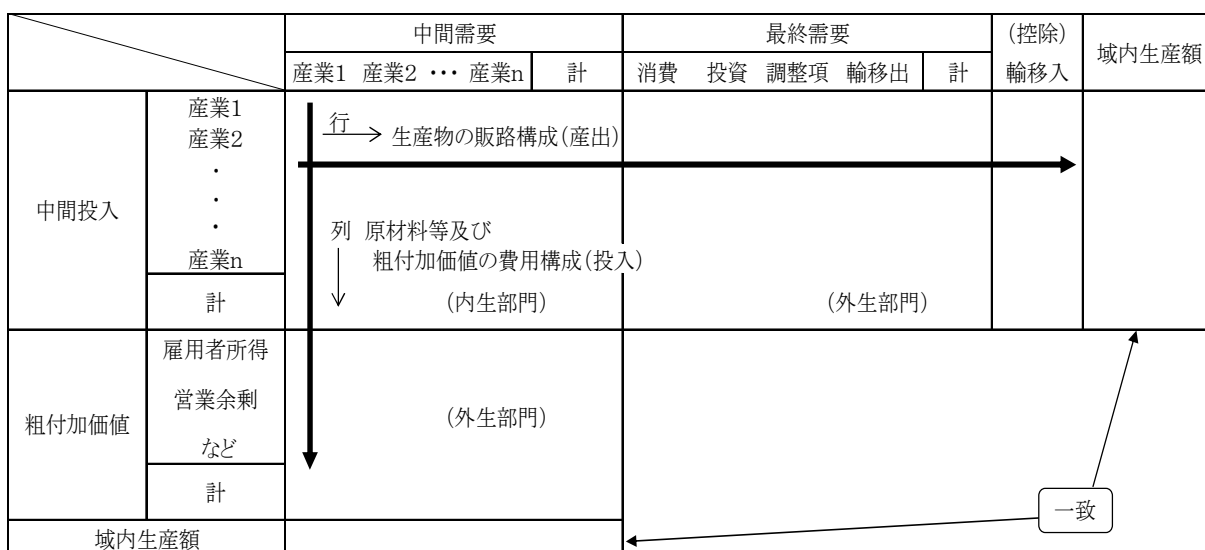 中間需要
最終需要
(控除)
輸移入
域内生産額
産業1 産業2 ・・・ 産業n 計
消費 投資 調整項 輸移出 計
中間投入
産業1
産業2
・
・
・
産業n
計
行
生産物の販路構成(産出)
列 原材料等及び
粗付加価値の費用構成(投入)
(内生部門)
(外生部門)
粗付加価値
雇用者所得
営業余剰
など
計
(外生部門)
一致
域内生産額